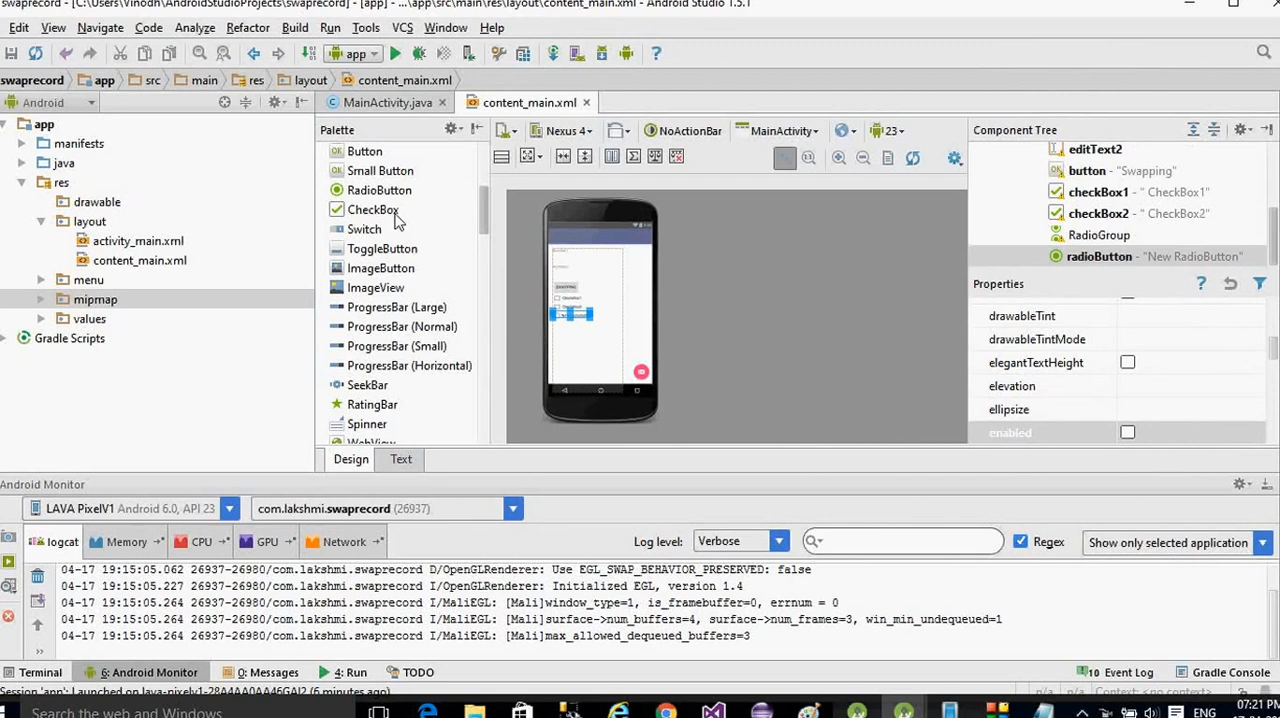 swaprecord - [C:\Users\Vinodh\AndroidStudioProjects\swaprecord] - [app] - ...\app\src\main\res\layout\content_main.xml - Android Studio 1.5.1
Edit View Navigate Code Analyze Refactor Build Run Tools VCS Window Help
app
swaprecord app src main res layout content_main.xml
Android MainActivity.java content_main.xml
app
manifests
java
res
drawable
layout
activity_main.xml
content_main.xml
menu
mipmap
values
Gradle Scripts
Palette
Button
Small Button
RadioButton
CheckBox
Switch
ToggleButton
ImageButton
ImageView
ProgressBar (Large)
ProgressBar (Normal)
ProgressBar (Small)
ProgressBar (Horizontal)
SeekBar
RatingBar
Spinner
WebView
Nexus 4 NoActionBar MainActivity 23
Design Text
Component Tree
editText2
button - "Swapping"
checkBox1 - " CheckBox1"
checkBox2 - " CheckBox2"
RadioGroup
radioButton - "New RadioButton"
Properties
drawableTint
drawableTintMode
elegantTextHeight
elevation
ellipsize
enabled
Android Monitor
LAVA PixelV1 Android 6.0, API 23 com.lakshmi.swaprecord (26937)
logcat Memory CPU GPU Network Log level: Verbose Regex Show only selected application
04-17 19:15:05.062 26937-26980/com.lakshmi.swaprecord D/OpenGLRenderer: Use EGL_SWAP_BEHAVIOR_PRESERVED: false
04-17 19:15:05.227 26937-26980/com.lakshmi.swaprecord I/OpenGLRenderer: Initialized EGL, version 1.4
04-17 19:15:05.264 26937-26980/com.lakshmi.swaprecord I/MaliEGL: [Mali]window_type=1, is_framebuffer=0, errnum = 0
04-17 19:15:05.264 26937-26980/com.lakshmi.swaprecord I/MaliEGL: [Mali]surface->num_buffers=4, surface->num_frames=3, win_min_undequeued=1
04-17 19:15:05.264 26937-26980/com.lakshmi.swaprecord I/MaliEGL: [Mali]max_allowed_dequeued_buffers=3
Terminal 6: Android Monitor 0: Messages 4: Run TODO 10 Event Log Gradle Console
Session 'app': Launched on (6 minutes ago) n/a n/a Context: <no context>
Search the web and Windows 07:21 PM